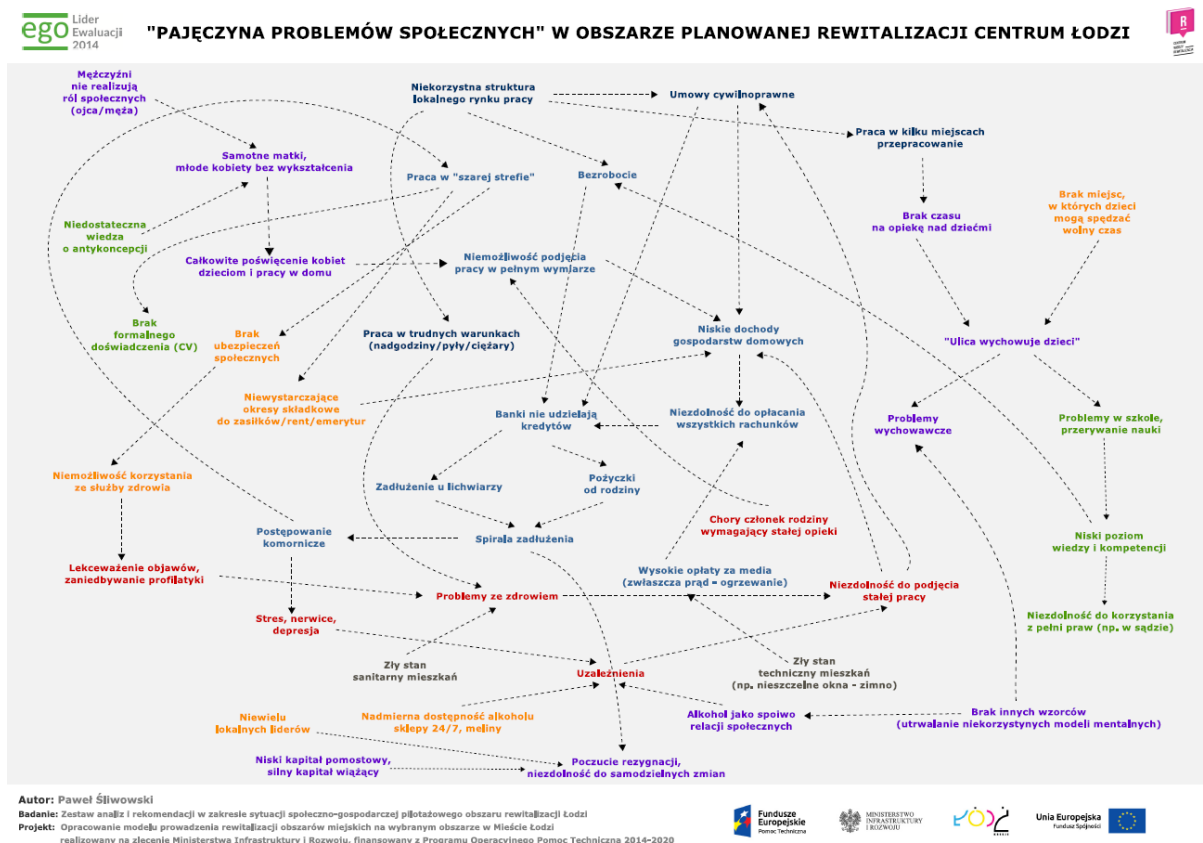 ego Lider
Ewaluacji
2014
"PAJĘCZYNA PROBLEMÓW SPOŁECZNYCH" W OBSZARZE PLANOWANEJ REWITALIZACJI CENTRUM ŁODZI
R
Mężczyźni
nie realizują
ról społecznych
(ojca/męża)
Niekorzystna struktura
lokalnego rynku pracy
Umowy cywilnoprawne
Praca w kilku miejscach
przepracowanie
Samotne matki,
młode kobiety bez wykształcenia
Praca w "szarej strefie"
Bezrobocie
Niedostateczna
wiedza
o antykoncepcji
Brak czasu
na opiekę nad dziećmi
Brak miejsc,
w których dzieci
mogą spędzać
wolny czas
Całkowite poświęcenie kobiet
dzieciom i pracy w domu
Niemożliwość podjęcia
pracy w pełnym wymiarze
Brak
formalnego
doświadczenia (CV)
Brak
ubezpieczeń
społecznych
Praca w trudnych warunkach
(nadgodziny/pyły/ciężary)
Niskie dochody
gospodarstw domowych
"Ulica wychowuje dzieci"
Niewystarczające
okresy składkowe
do zasiłków/rent/emerytur
Banki nie udzielają
kredytów
Niezdolność do opłacania
wszystkich rachunków
Problemy
wychowawcze
Problemy w szkole,
przerywanie nauki
Niemożliwość korzystania
ze służby zdrowia
Zadłużenie u lichwiarzy
Pożyczki
od rodziny
Chory członek rodziny
wymagający stałej opieki
Postępowanie
komornicze
Spirala zadłużenia
Niski poziom
wiedzy i kompetencji
Lekceważenie objawów,
zaniedbywanie profilatyki
Problemy ze zdrowiem
Wysokie opłaty za media
(zwłaszcza prąd - ogrzewanie)
Niezdolność do podjęcia
stałej pracy
Stres, nerwice,
depresja
Niezdolność do korzystania
z pełni praw (np. w sądzie)
Zły stan
sanitarny mieszkań
Uzależnienia
Zły stan
techniczny mieszkań
(np. nieszczelne okna - zimno)
Niewielu
lokalnych liderów
Nadmierna dostępność alkoholu
sklepy 24/7, meliny
Alkohol jako spoiwo
relacji społecznych
Brak innych wzorców
(utrwalanie niekorzystynych modeli mentalnych)
Niski kapitał pomostowy,
silny kapitał wiążący
Poczucie rezygnacji,
niezdolność do samodzielnych zmian
Autor: Paweł Śliwowski
Badanie: Zestaw analiz i rekomendacji w zakresie sytuacji społeczno-gospodarczej pilotażowego obszaru rewitalizacji Łodzi
Projekt: Opracowanie modelu prowadzenia rewitalizacji obszarów miejskich na wybranym obszarze w Mieście Łodzi
realizowany na zlecenie Ministerstwa Infrastruktury i Rozwoju, finansowany z Programu Operacyjnego Pomoc Techniczna 2014-2020
Fundusze
Europejskie
Pomoc Techniczna
MINISTERSTWO
INFRASTRUKTURY
I ROZWOJU
Unia Europejska
Fundusz Spójności